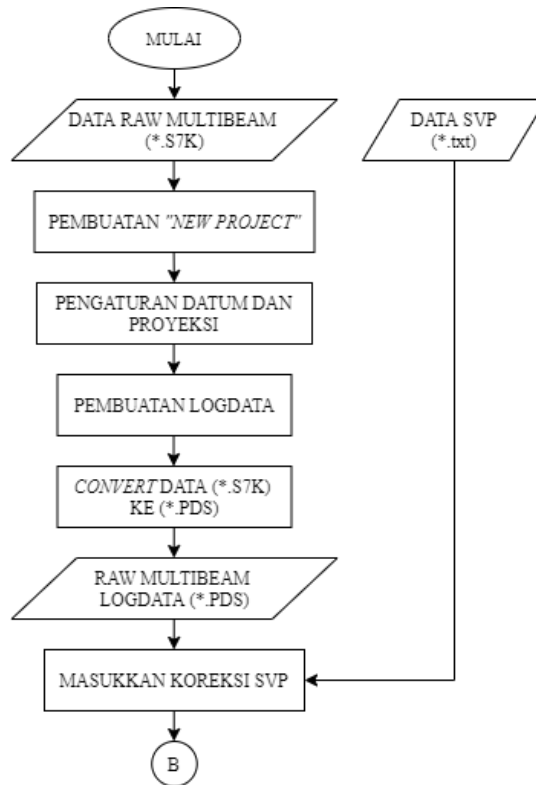 MULAI
DATA RAW MULTIBEAM
(*.S7K)
DATA SVP
(*.txt)
PEMBUATAN "NEW PROJECT"
PENGATURAN DATUM DAN
PROYEKSI
PEMBUATAN LOGDATA
CONVERT DATA (*.S7K)
KE (*.PDS)
RAW MULTIBEAM
LOGDATA (*.PDS)
MASUKKAN KOREKSI SVP
B